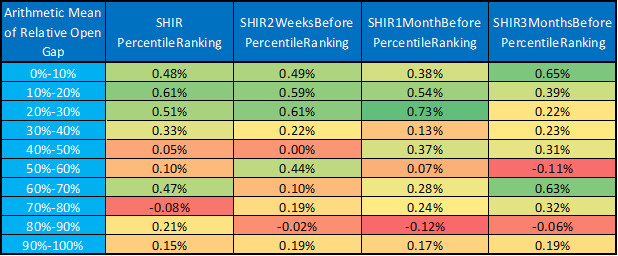 Arithmetic Mean of Relative Open Gap SHIR PercentileRanking SHIR2WeeksBefore PercentileRanking SHIR1MonthBefore PercentileRanking SHIR3MonthsBefore PercentileRanking
0%-10% 0.48% 0.49% 0.38% 0.65%
10%-20% 0.61% 0.59% 0.54% 0.39%
20%-30% 0.51% 0.61% 0.73% 0.22%
30%-40% 0.33% 0.22% 0.13% 0.23%
40%-50% 0.05% 0.00% 0.37% 0.31%
50%-60% 0.10% 0.44% 0.07% -0.11%
60%-70% 0.47% 0.10% 0.28% 0.63%
70%-80% -0.08% 0.19% 0.24% 0.32%
80%-90% 0.21% -0.02% -0.12% -0.06%
90%-100% 0.15% 0.19% 0.17% 0.19%